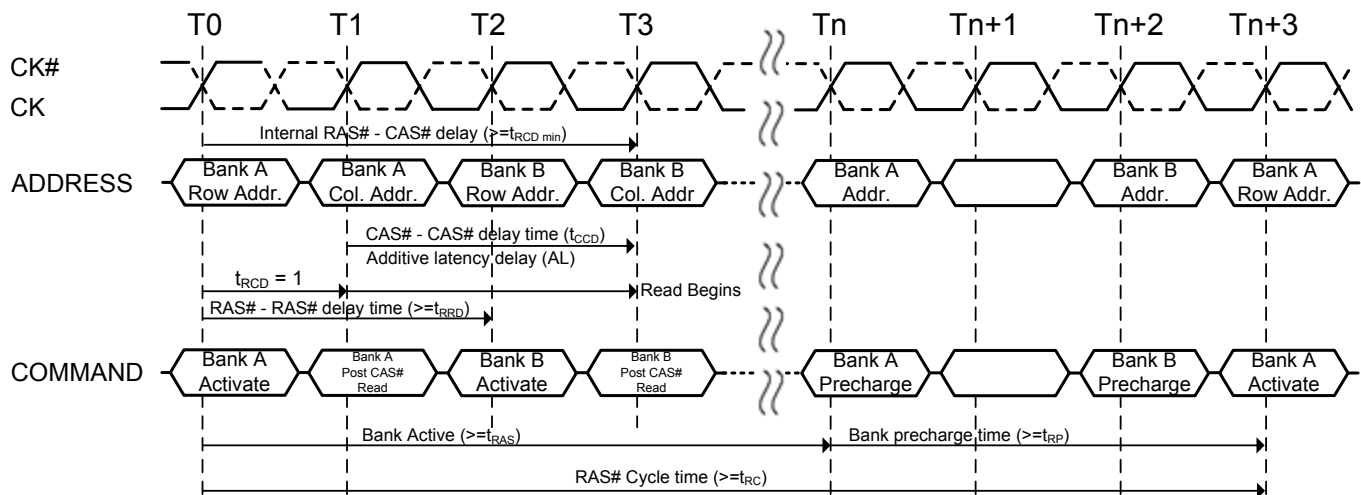 T0 T1 T2 T3 Tn Tn+1 Tn+2 Tn+3
CK#
CK
Internal RAS# - CAS# delay (>=tRCD min)
ADDRESS
Bank A Row Addr.
Bank A Col. Addr.
Bank B Row Addr.
Bank B Col. Addr
Bank A Addr.
Bank B Addr.
Bank A Row Addr.
CAS# - CAS# delay time (tCCD)
Additive latency delay (AL)
tRCD = 1
Read Begins
RAS# - RAS# delay time (>=tRRD)
COMMAND
Bank A Activate
Bank A Post CAS# Read
Bank B Activate
Bank B Post CAS# Read
Bank A Precharge
Bank B Precharge
Bank A Activate
Bank Active (>=tRAS)
Bank precharge time (>=tRP)
RAS# Cycle time (>=tRC)